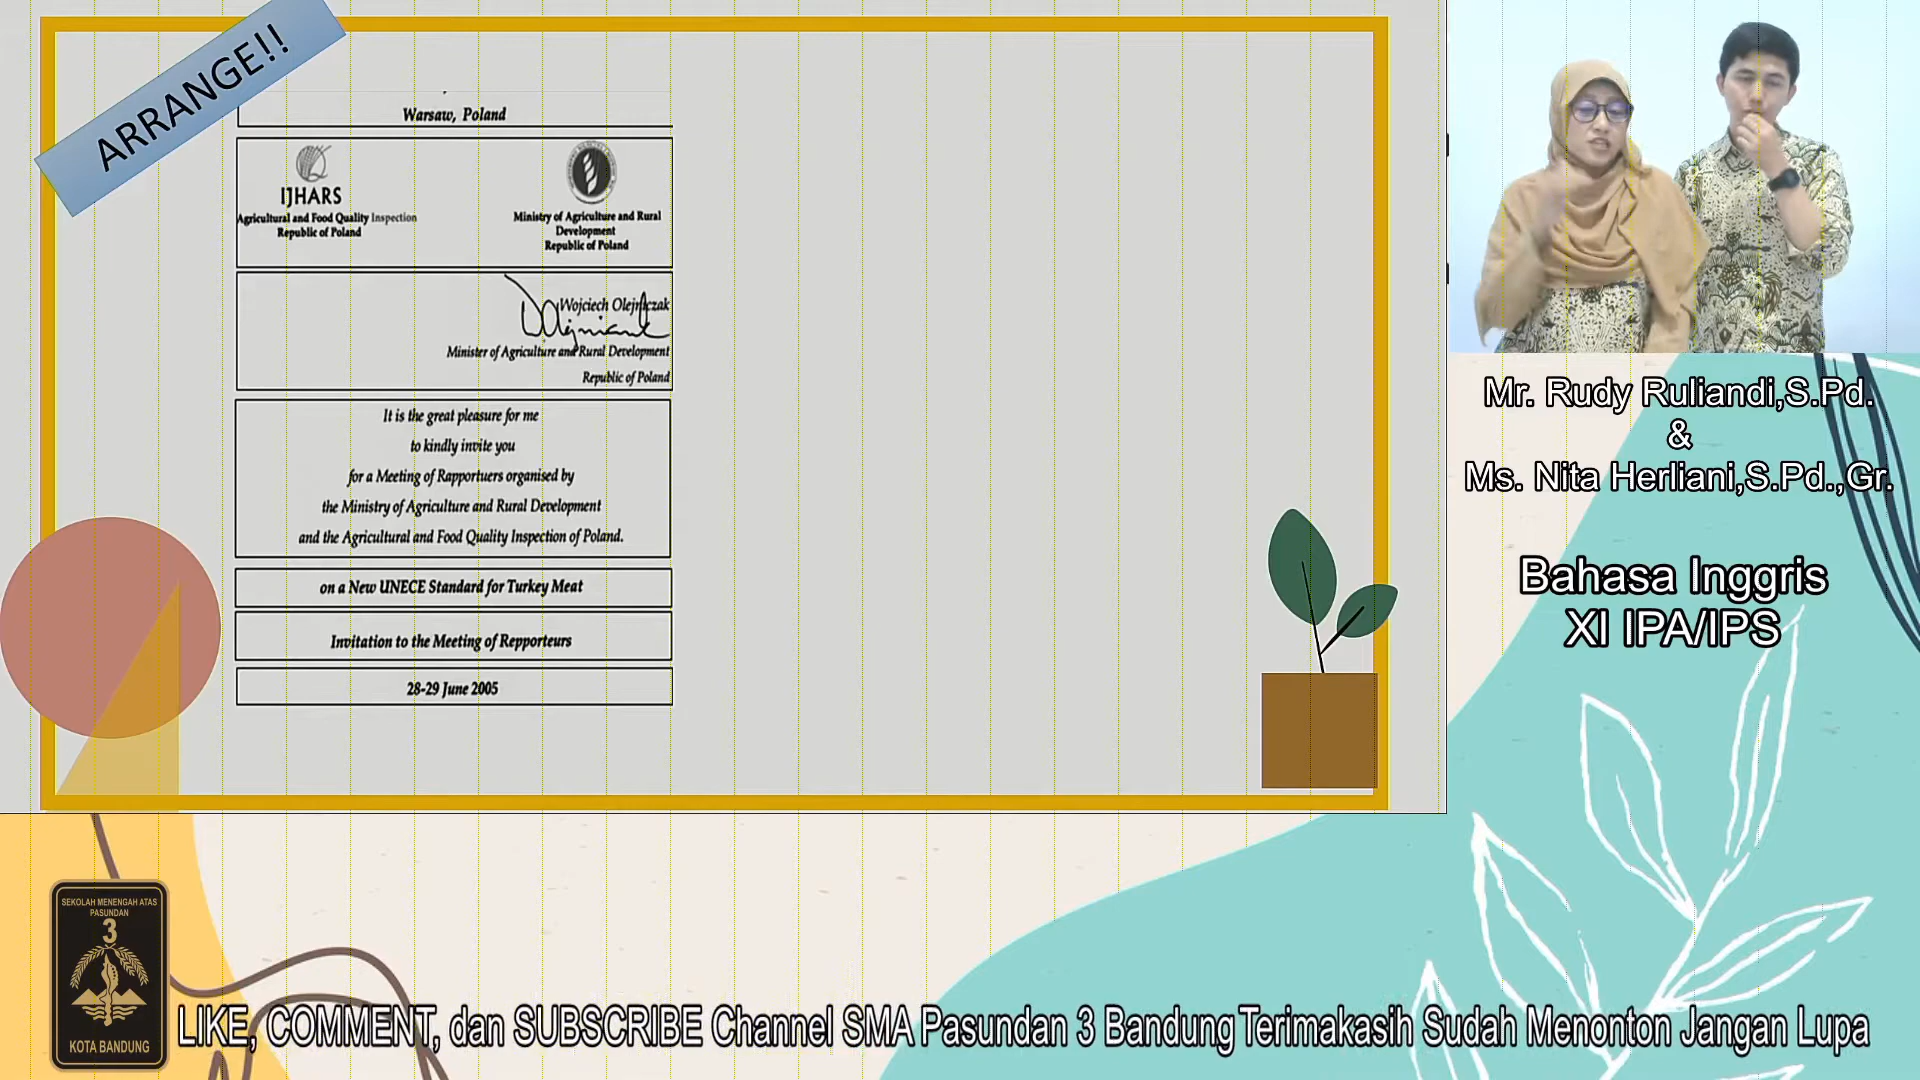 ARRANGE!!
Warsaw, Poland
IJHARS
Agricultural and Food Quality Inspection
Republic of Poland
Ministry of Agriculture and Rural
Development
Republic of Poland
Wojciech Olejniczak
Minister of Agriculture and Rural Development
Republic of Poland
It is the great pleasure for me
to kindly invite you
for a Meeting of Rapportuers organised by
the Ministry of Agriculture and Rural Development
and the Agricultural and Food Quality Inspection of Poland.
on a New UNECE Standard for Turkey Meat
Invitation to the Meeting of Repporteurs
28-29 June 2005
Mr. Rudy Ruliandi,S.Pd.
&
Ms. Nita Herliani,S.Pd.,Gr.
Bahasa Inggris
XI IPA/IPS
SEKOLAH MENENGAH ATAS
PASUNDAN
3
KOTA BANDUNG
LIKE, COMMENT, dan SUBSCRIBE Channel SMA Pasundan 3 Bandung Terimakasih Sudah Menonton Jangan Lupa